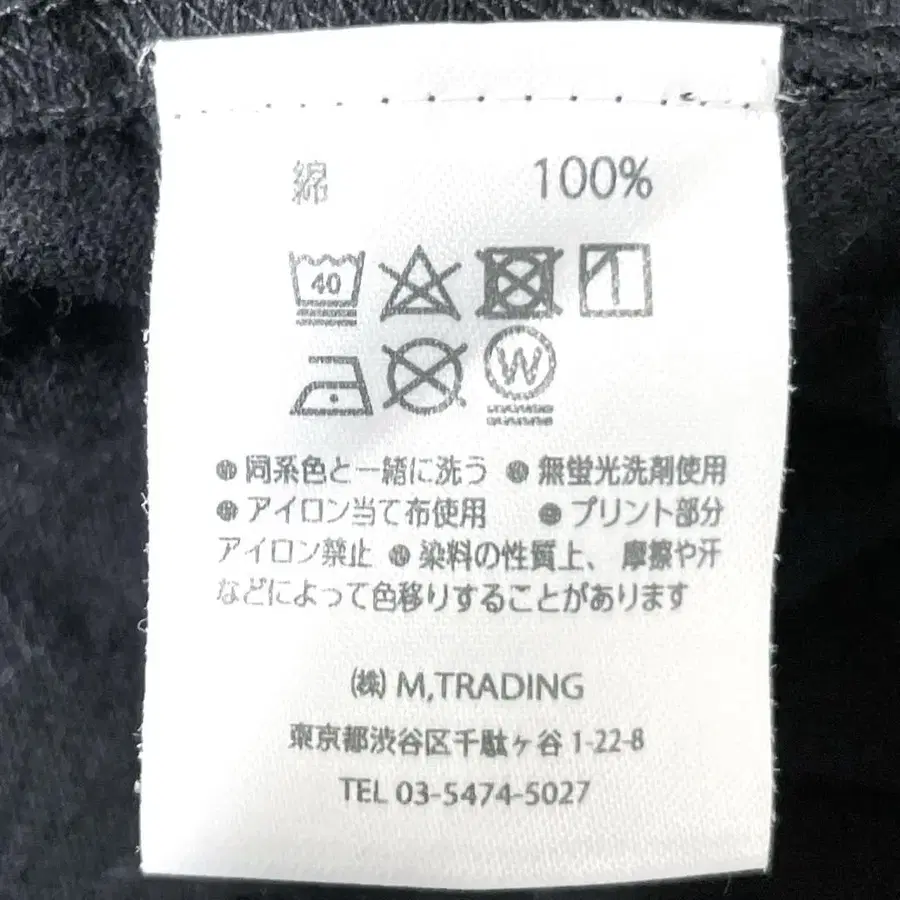 綿 100%
40
W
●同系色と一緒に洗う ●無蛍光洗剤使用
●アイロン当て布使用 ●プリント部分
アイロン禁止 ●染料の性質上、摩擦や汗
などによって色移りすることがあります
㈱ M,TRADING
東京都渋谷区千駄ヶ谷 1-22-8
TEL 03-5474-5027